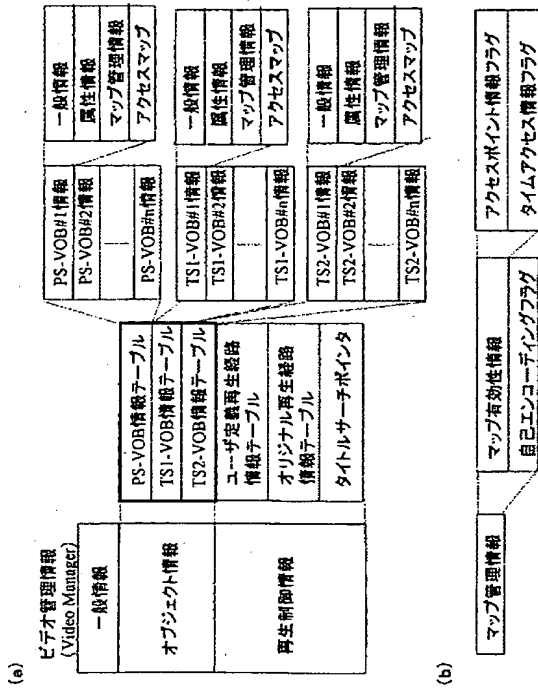 (a)
ビデオ管理情報
(Video Manager)
一般情報
オブジェクト情報
再生制御情報
PS-VOB情報テーブル
TS1-VOB情報テーブル
TS2-VOB情報テーブル
ユーザ定義再生経路
情報テーブル
オリジナル再生経路
情報テーブル
タイトルサーチポインタ
PS-VOB#1情報
PS-VOB#2情報
PS-VOB#n情報
TS1-VOB#1情報
TS1-VOB#2情報
TS1-VOB#n情報
TS2-VOB#1情報
TS2-VOB#2情報
TS2-VOB#n情報
一般情報
属性情報
マップ管理情報
アクセスマップ
一般情報
属性情報
マップ管理情報
アクセスマップ
一般情報
属性情報
マップ管理情報
アクセスマップ
(b)
マップ管理情報
マップ有効性情報
自己エンコーディングフラグ
アクセスポイント情報フラグ
タイムアクセス情報フラグ